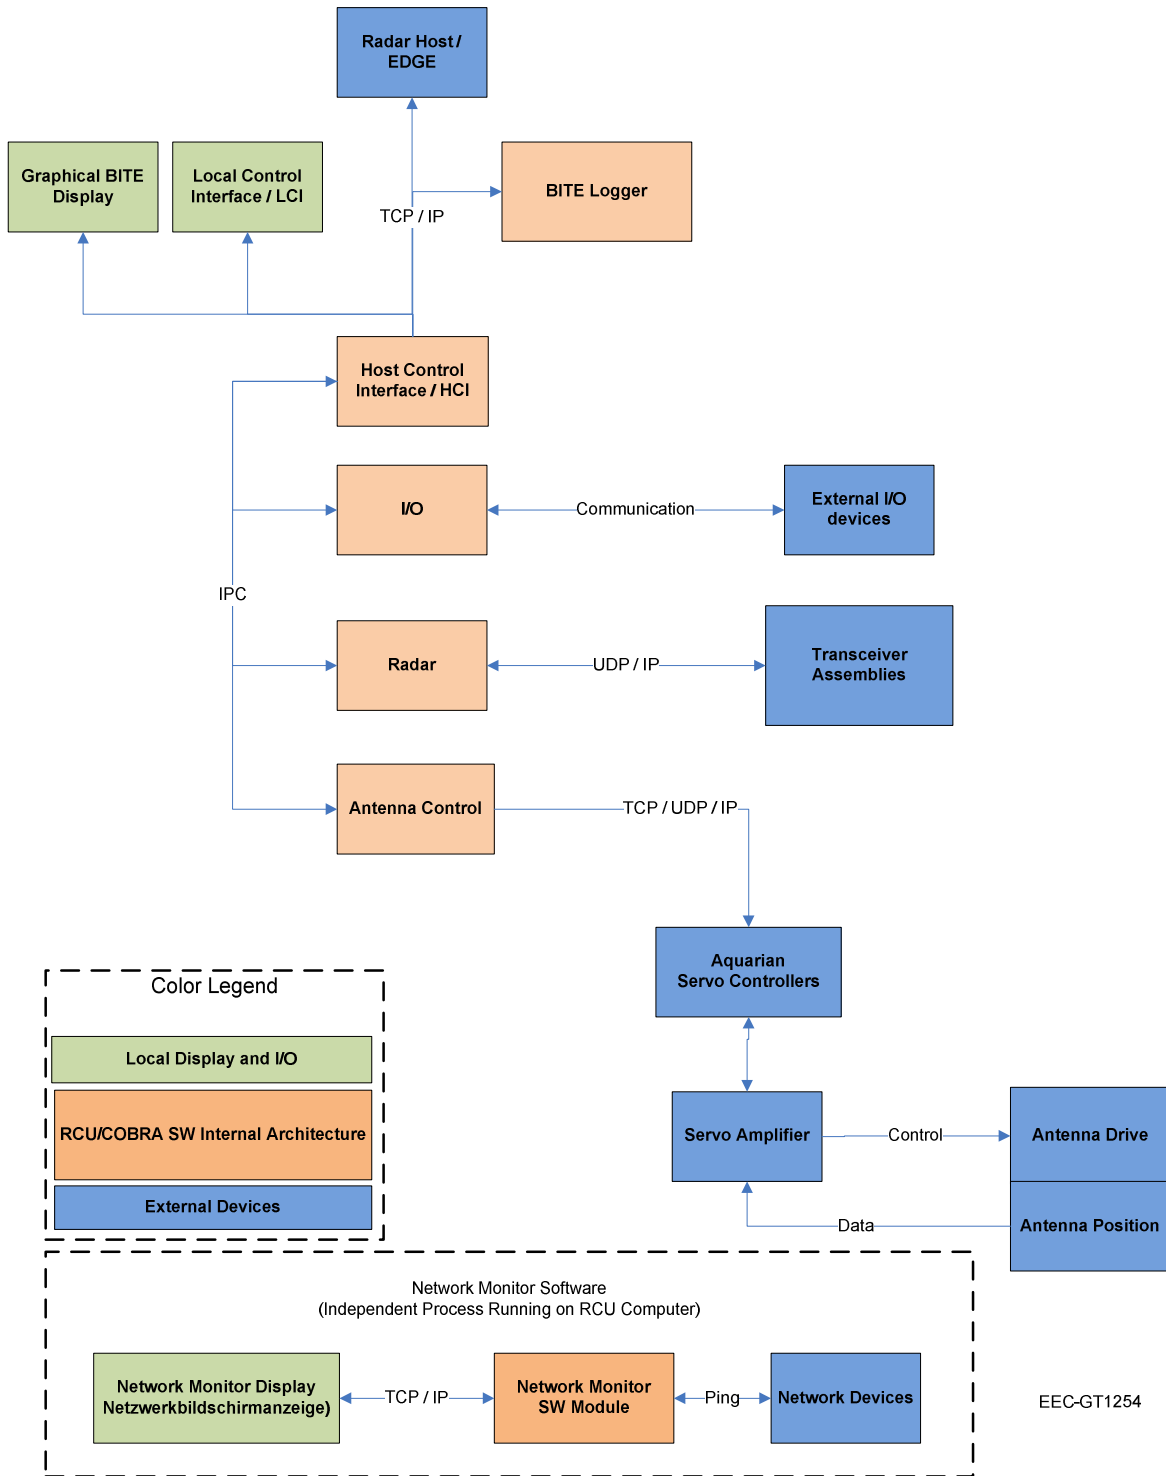 Radar Host /
EDGE
Graphical BITE
Display
Local Control
Interface / LCI
BITE Logger
TCP / IP
Host Control
Interface / HCI
I/O
Communication
External I/O
devices
IPC
Radar
UDP / IP
Transceiver
Assemblies
Antenna Control
TCP / UDP / IP
Aquarian
Servo Controllers
Color Legend
Local Display and I/O
RCU/COBRA SW Internal Architecture
External Devices
Servo Amplifier
Control
Antenna Drive
Data
Antenna Position
Network Monitor Software
(Independent Process Running on RCU Computer)
Network Monitor Display
Netzwerkbildschirmanzeige)
TCP / IP
Network Monitor
SW Module
Ping
Network Devices
EEC-GT1254